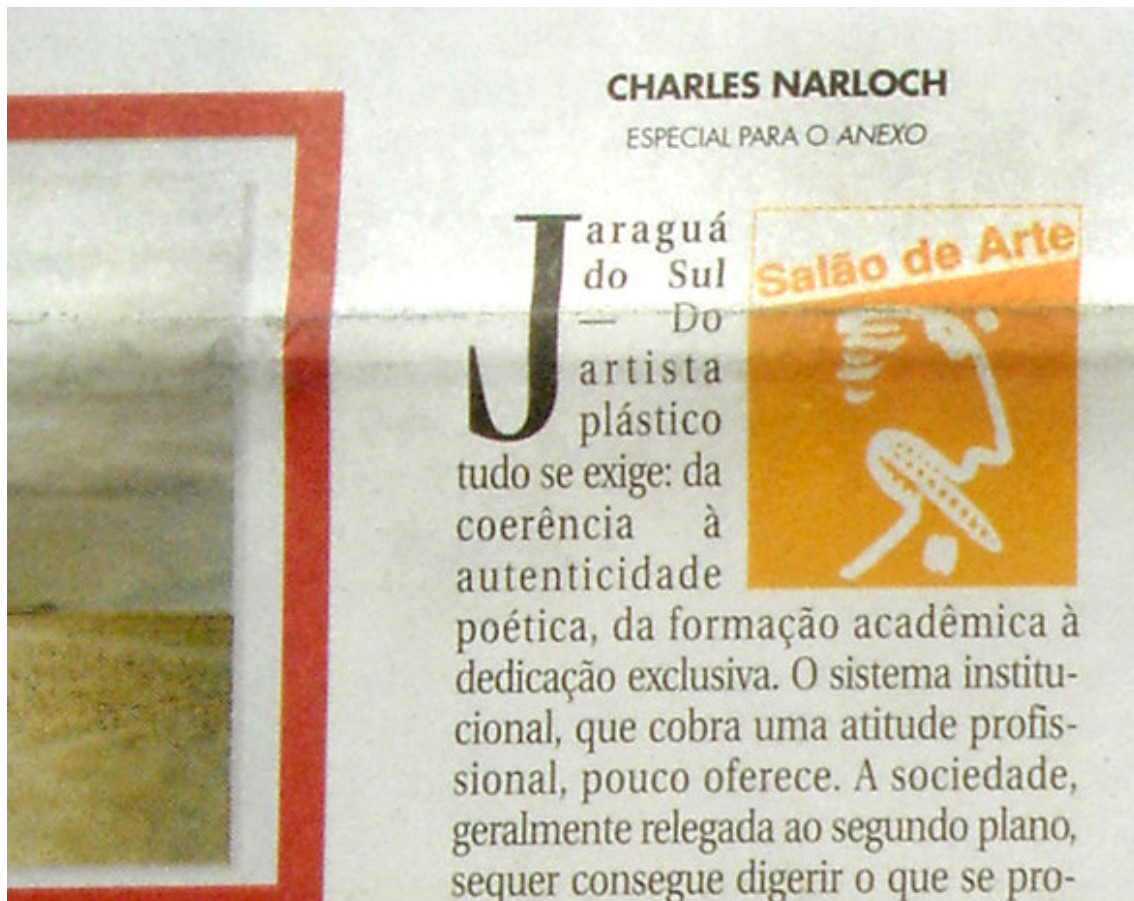 CHARLES NARLOCH
ESPECIAL PARA O ANEXO
Salão de Arte
Jaraguá
do Sul
— Do
artista
plástico
tudo se exige: da
coerência à
autenticidade
poética, da formação acadêmica à
dedicação exclusiva. O sistema institu-
cional, que cobra uma atitude profis-
sional, pouco oferece. A sociedade,
geralmente relegada ao segundo plano,
sequer consegue digerir o que se pro-